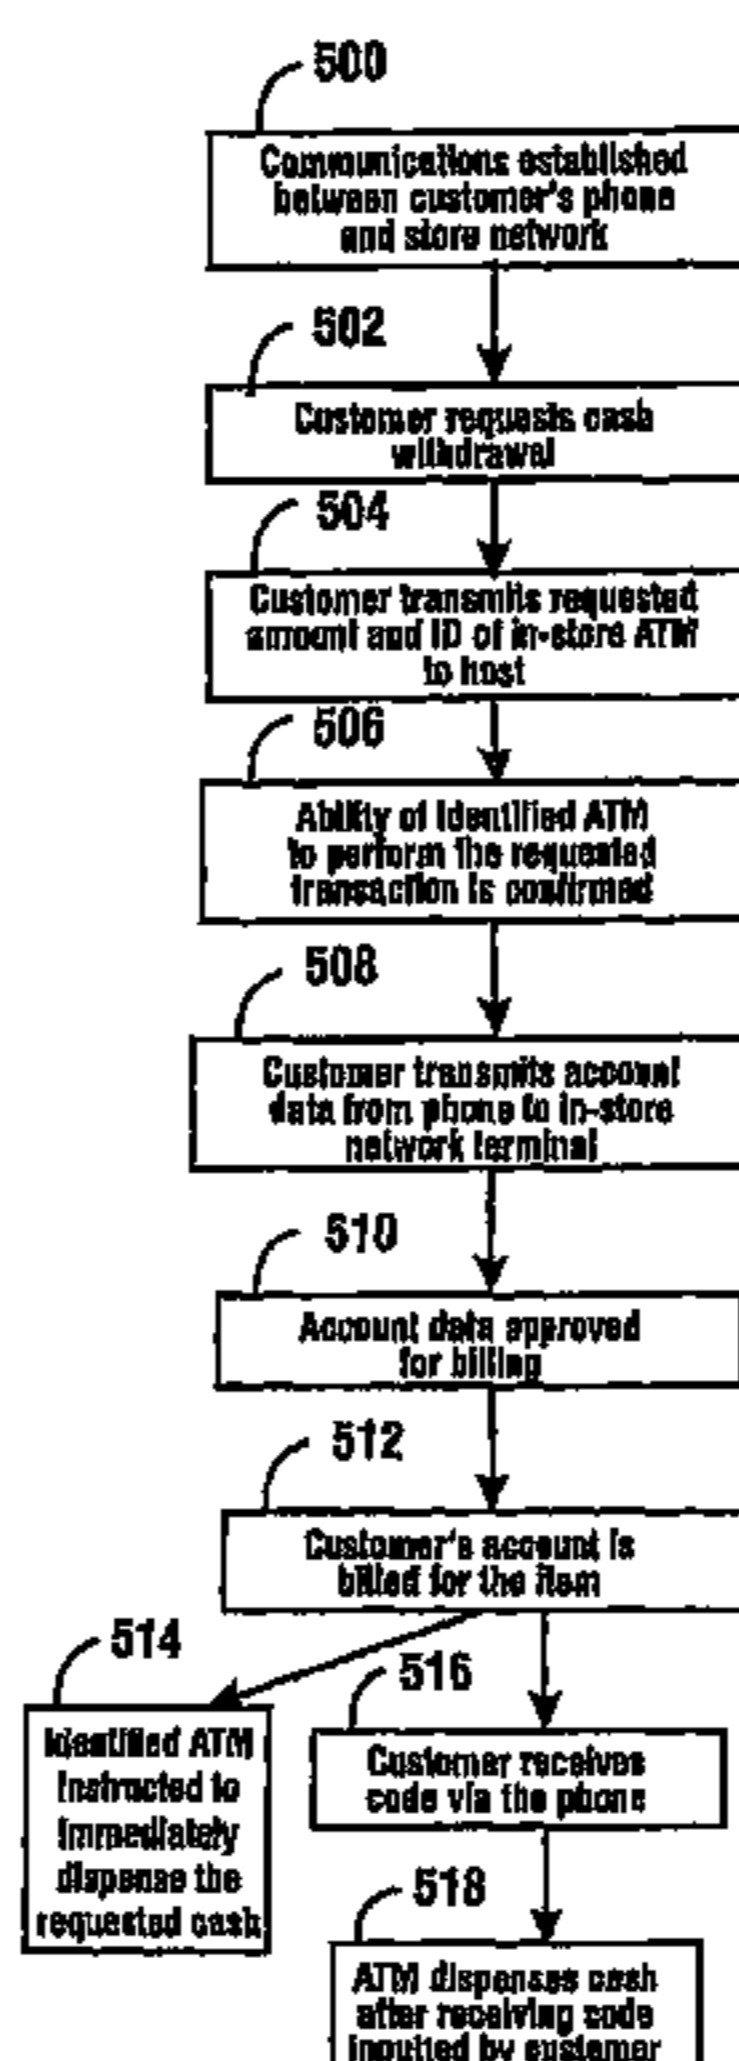 500
Communications established
between customer's phone
and store network
502
Customer requests cash
withdrawal
504
Customer transmits requested
amount and ID of in-store ATM
to host
506
Ability of identified ATM
to perform the requested
transaction is confirmed
508
Customer transmits account
data from phone to in-store
network terminal
510
Account data approved
for billing
512
Customer's account is
billed for the item
514
Identified ATM
instructed to
immediately
dispense the
requested cash
516
Customer receives
code via the phone
518
ATM dispenses cash
after receiving code
inputted by customer